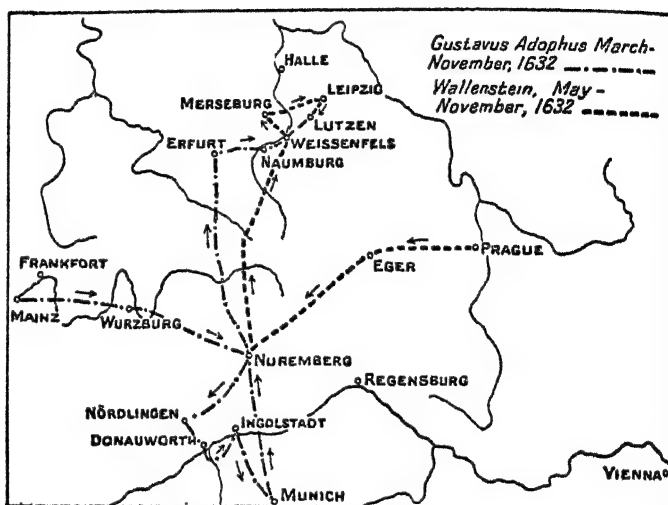 Gustavus Adophus March-
November, 1632
Wallenstein, May-
November, 1632
HALLE
LEIPZIG
MERSEBURG
LUTZEN
ERFURT
WEISSENFELS
NAUMBURG
PRAGUE
EGER
FRANKFORT
MAINZ
WURZBURG
NUREMBERG
REGENSBURG
NÖRDLINGEN
INGOLSTADT
DONAUWORTH
VIENNA
MUNICH